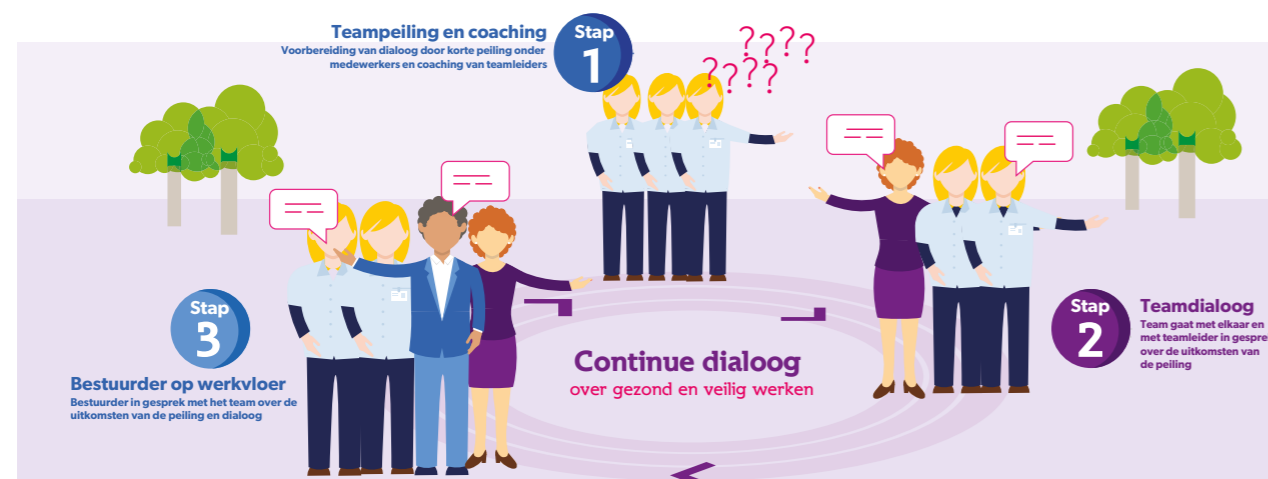 Teampeiling en coaching
Voorbereiding van dialoog door korte peiling onder
medewerkers en coaching van teamleiders
Stap
1
????
????
Stap
2
Teamdialoog
Team gaat met elkaar en
met teamleider in gespre
over de uitkomsten van
de peiling
Stap
3
Bestuurder op werkvloer
Bestuurder in gesprek met het team over de
uitkomsten van de peiling en dialoog
Continue dialoog
over gezond en veilig werken